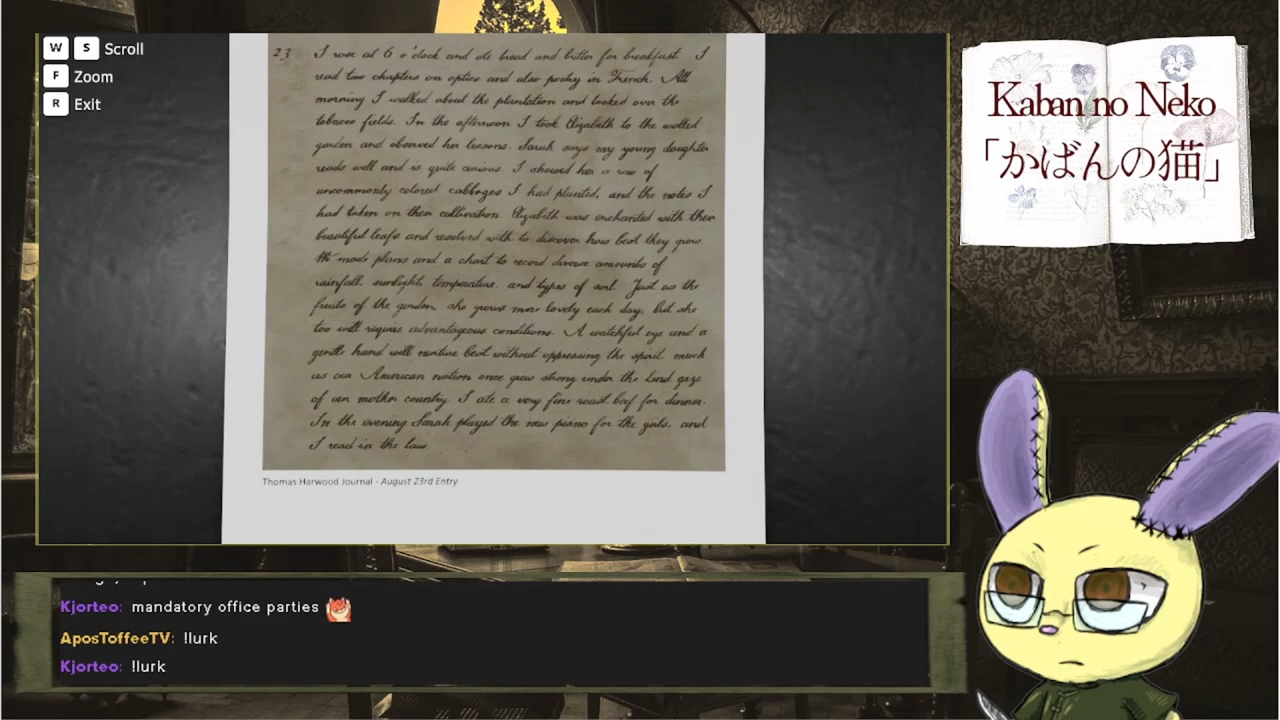 W S Scroll
F Zoom
R Exit
23 I rose at 6 o'clock and ate bread and butter for breakfast. I
read two chapters on optics and also poetry in French. All
morning I walked about the plantation and looked over the
tobacco fields. In the afternoon I took Elizabeth to the walled
garden and observed her lessons. Sarah says my young daughter
reads well and is quite curious. I showed her a row of
uncommonly colored cabbages I had planted, and the notes I
had taken on their cultivation. Elizabeth was enchanted with their
beautiful leafs and resolved with to discover how best they grow.
We made plans and a chart to record diverse amounts of
rainfall, sunlight, temperature, and types of soil. Just as the
fruits of the garden, she grows more lovely each day, but she
too will require advantageous conditions. A watchful eye and a
gentle hand will nurture best without oppressing the spirit, much
as our American nation once grew strong under the kind gaze
of our mother country. I ate a very fine roast beef for dinner.
In the evening Sarah played the new piano for the girls, and
I read in the law.
Thomas Harwood Journal - August 23rd Entry
Kaban no Neko
「かばんの猫」
Kjorteo: mandatory office parties
AposToffeeTV: !lurk
Kjorteo: !lurk